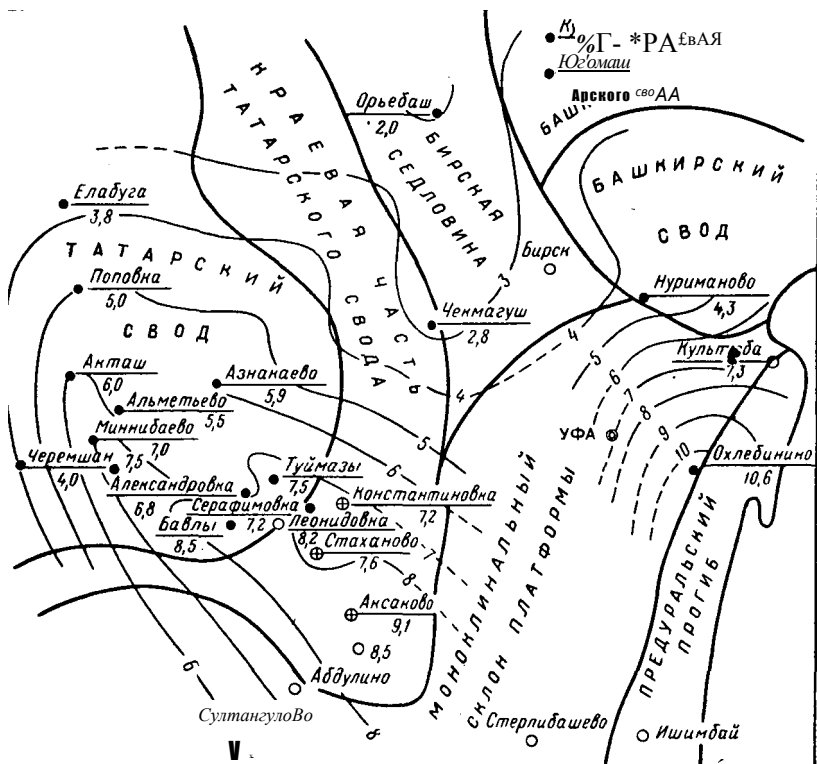 Юг'омаш
Арского свода
БАШ
КРАЕВАЯ ЧАСТЬ
ТАТАРСКОГО СВОДА
Орьебаш
2,0
БИРСКАЯ
СЕДЛОВИНА
БАШКИРСКИЙ
СВОД
Елабуга
3,8
ТАТАРСКИЙ
СВОД
Бирск
3
Поповка
5,0
Нуриманово
4,3
Чекмагуш
2,8
4
4
5
6
7
8
9
10
Культюба
7,3
Акташ
6,0
Азнакаево
5,9
Альметьево
5,5
Миннибаево
7,0
УФА
Охлебинино
10,6
5
6
Черемшан
4,0
7,5
Туймазы
7,5
Александровка
6,8
Константиновка
7,2
Серафимовка
7,2
Леонидовка
8,2
Бавлы
8,5
Стаханово
7,6
7
8
Аксаково
9,1
8,5
МОНОКЛИНАЛЬНЫЙ
СКЛОН ПЛАТФОРМЫ
ПРЕДУРАЛЬСКИЙ
ПРОГИБ
6
Абдулино
СултангулоВо
8
Стерлибашево
Ишимбай
V